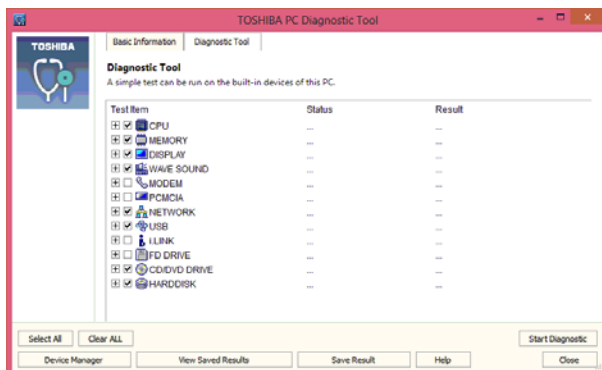 TOSHIBA PC Diagnostic Tool
TOSHIBA
Basic Information Diagnostic Tool
Diagnostic Tool
A simple test can be run on the built-in devices of this PC.
Test Item Status Result
CPU ... ...
MEMORY ... ...
DISPLAY ... ...
WAVE SOUND ... ...
MODEM ... ...
PCMCIA ... ...
NETWORK ... ...
USB ... ...
i.LINK ... ...
FD DRIVE ... ...
CD/DVD DRIVE ... ...
HARDDISK ... ...
Select All Clear ALL Start Diagnostic
Device Manager View Saved Results Save Result Help Close